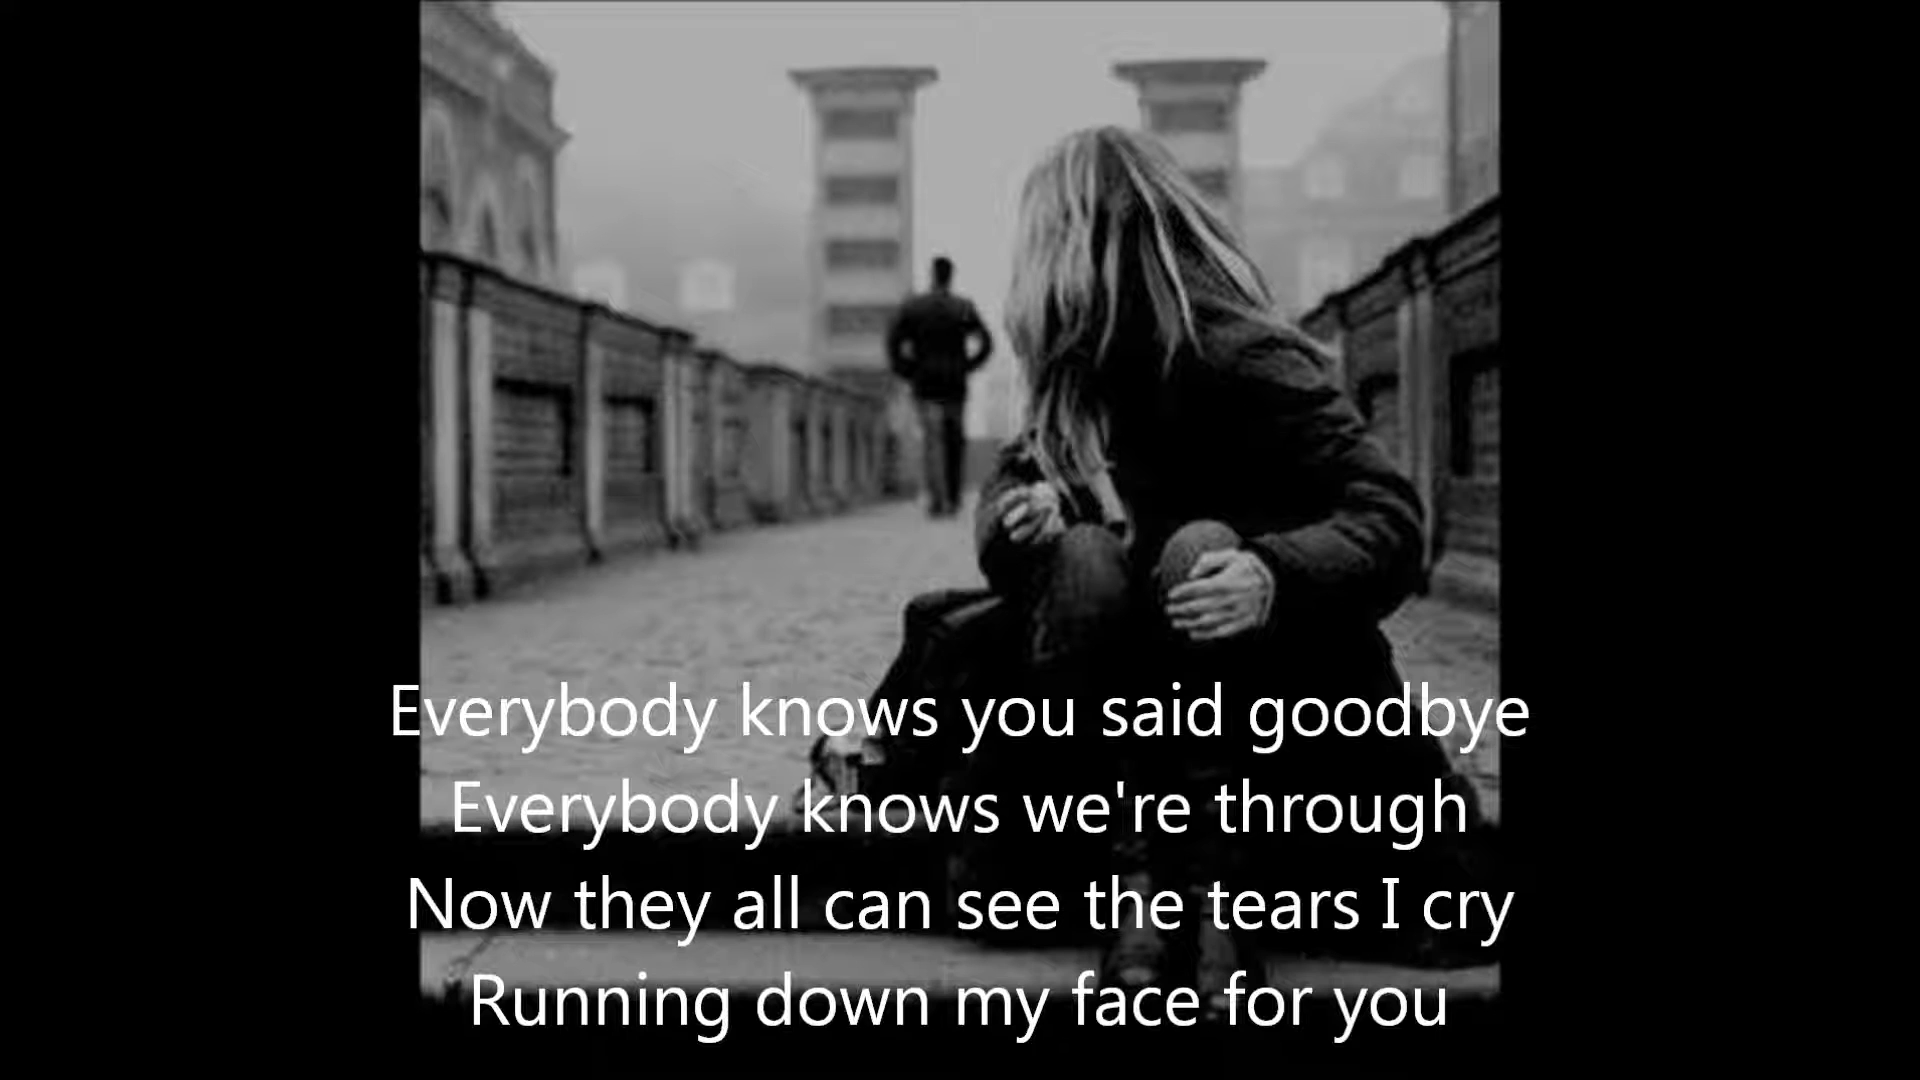 Everybody knows you said goodbye
Everybody knows we're through
Now they all can see the tears I cry
Running down my face for you